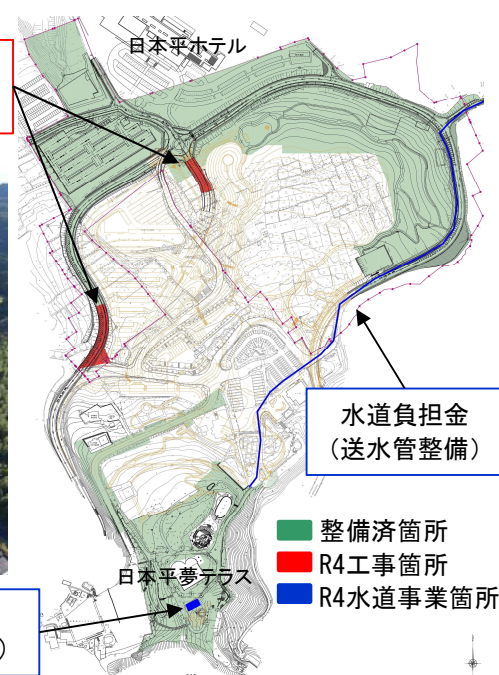 日本平ホテル
水道負担金
（送水管整備）
整備済箇所
R4工事箇所
R4水道事業箇所
日本平夢テラス
）